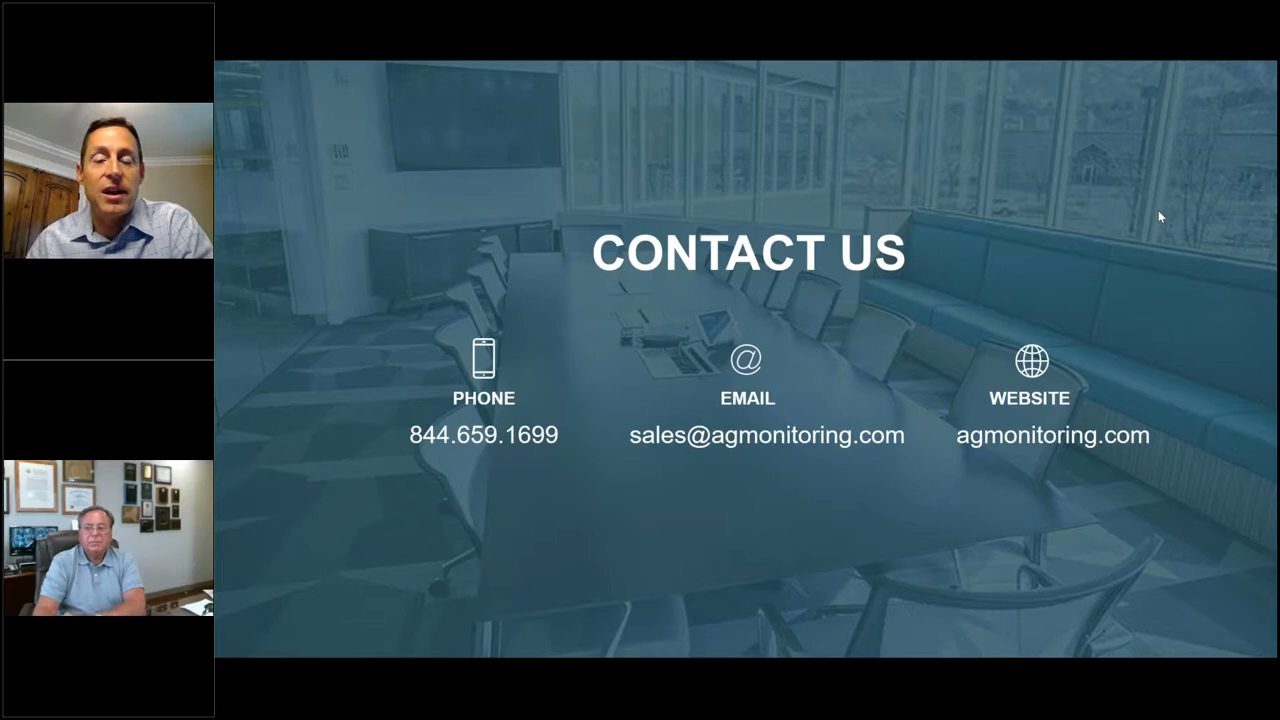 CONTACT US
PHONE
EMAIL
WEBSITE
844.659.1699
sales@agmonitoring.com
agmonitoring.com